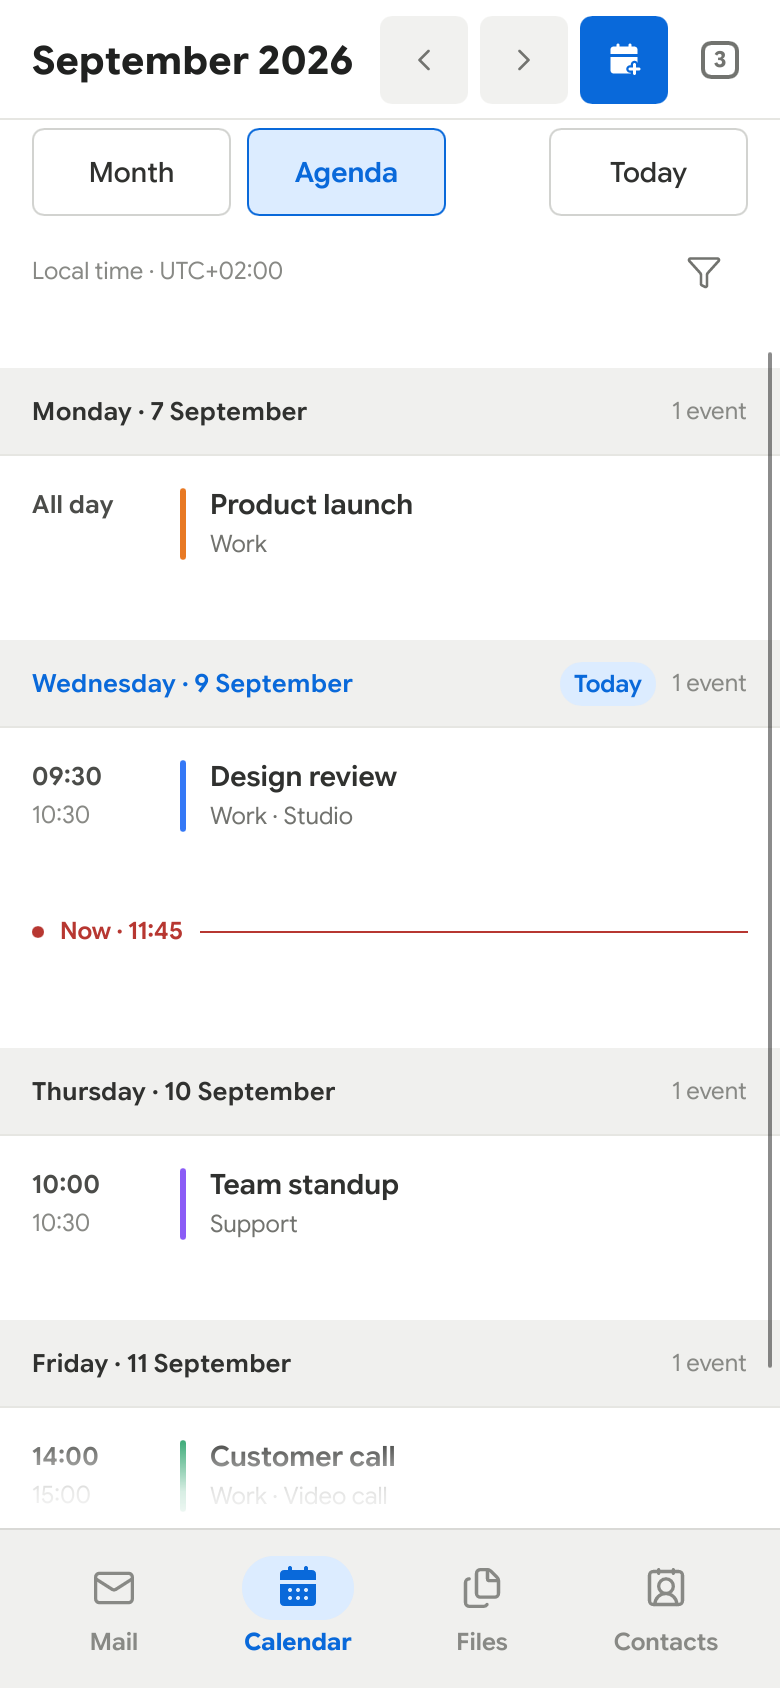 September 2026
3
Month
Agenda
Today
Local time · UTC+02:00
Monday · 7 September
1 event
All day
Product launch
Work
Wednesday · 9 September
Today
1 event
09:30
Design review
10:30
Work · Studio
Now · 11:45
Thursday · 10 September
1 event
10:00
Team standup
10:30
Support
Friday · 11 September
1 event
14:00
Customer call
15:00
Work · Video call
Mail
Calendar
Files
Contacts